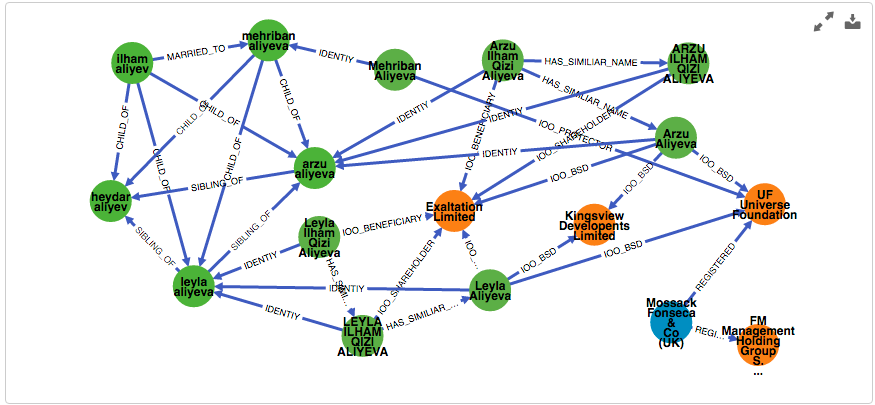 ilham
aliyev
MARRIED_TO
mehriban
aliyeva
IDENTIY
Mehriban
Aliyeva
Arzu
Ilham
Qizi
Aliyeva
HAS_SIMILIAR_NAME
ARZU
ILHAM
QIZI
ALIYEVA
CHILD_OF
CHILD_OF
CHILD_OF
CHILD_OF
CHILD_OF
CHILD_OF
IDENTIY
IOO_BENEFICIARY
IDENTIY
HAS_SIMILIAR_NAME
IOO_SHAREHOLDER
IOO_PROTECTOR
Arzu
Aliyeva
arzu
aliyeva
IDENTIY
IOO_BSD
IOO_BSD
IOO_BSD
heydar
aliyev
SIBLING_OF
SIBLING_OF
SIBLING_OF
Exaltation
Limited
Kingsview
Developents
Limited
UF
Universe
Foundation
Leyla
Ilham
Qizi
Aliyeva
IOO_BENEFICIARY
IDENTIY
HAS_SIMI...
IOO_SHAREHOLDER
IOO_...
IOO_BSD
IOO_BSD
REGISTERED
leyla
aliyeva
IDENTIY
IDENTIY
Leyla
Aliyeva
HAS_SIMILIAR_...
LEYLA
ILHAM
QIZI
ALIYEVA
Mossack
Fonseca
&
Co
(UK)
REGI...
FM
Management
Holding
Group
S.
...